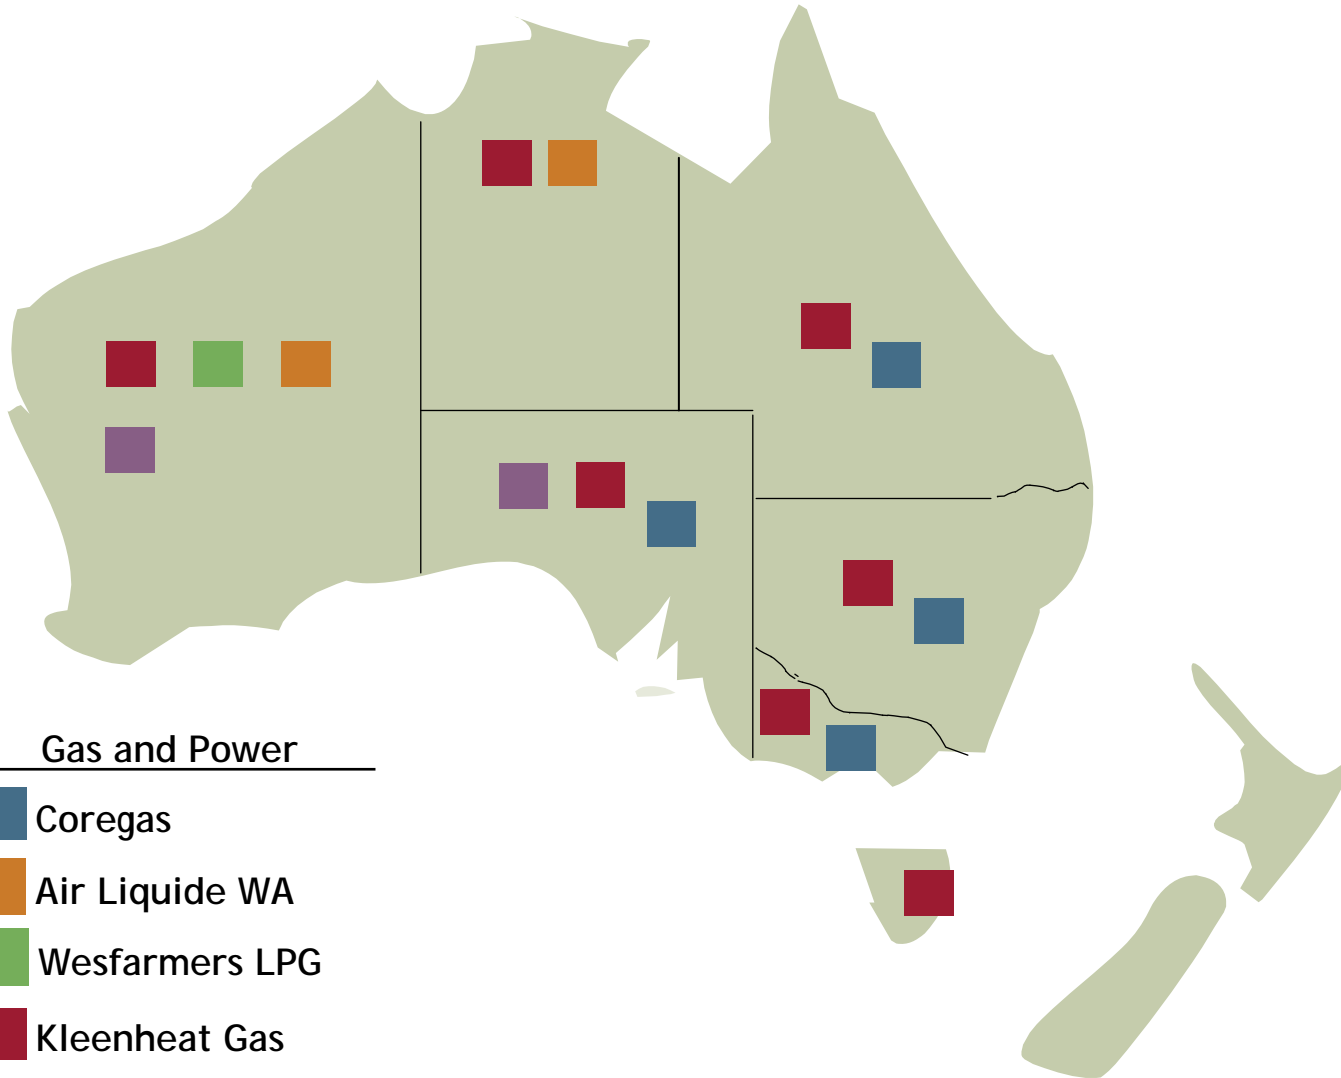 Gas and Power
Coregas
Air Liquide WA
Wesfarmers LPG
Kleenheat Gas